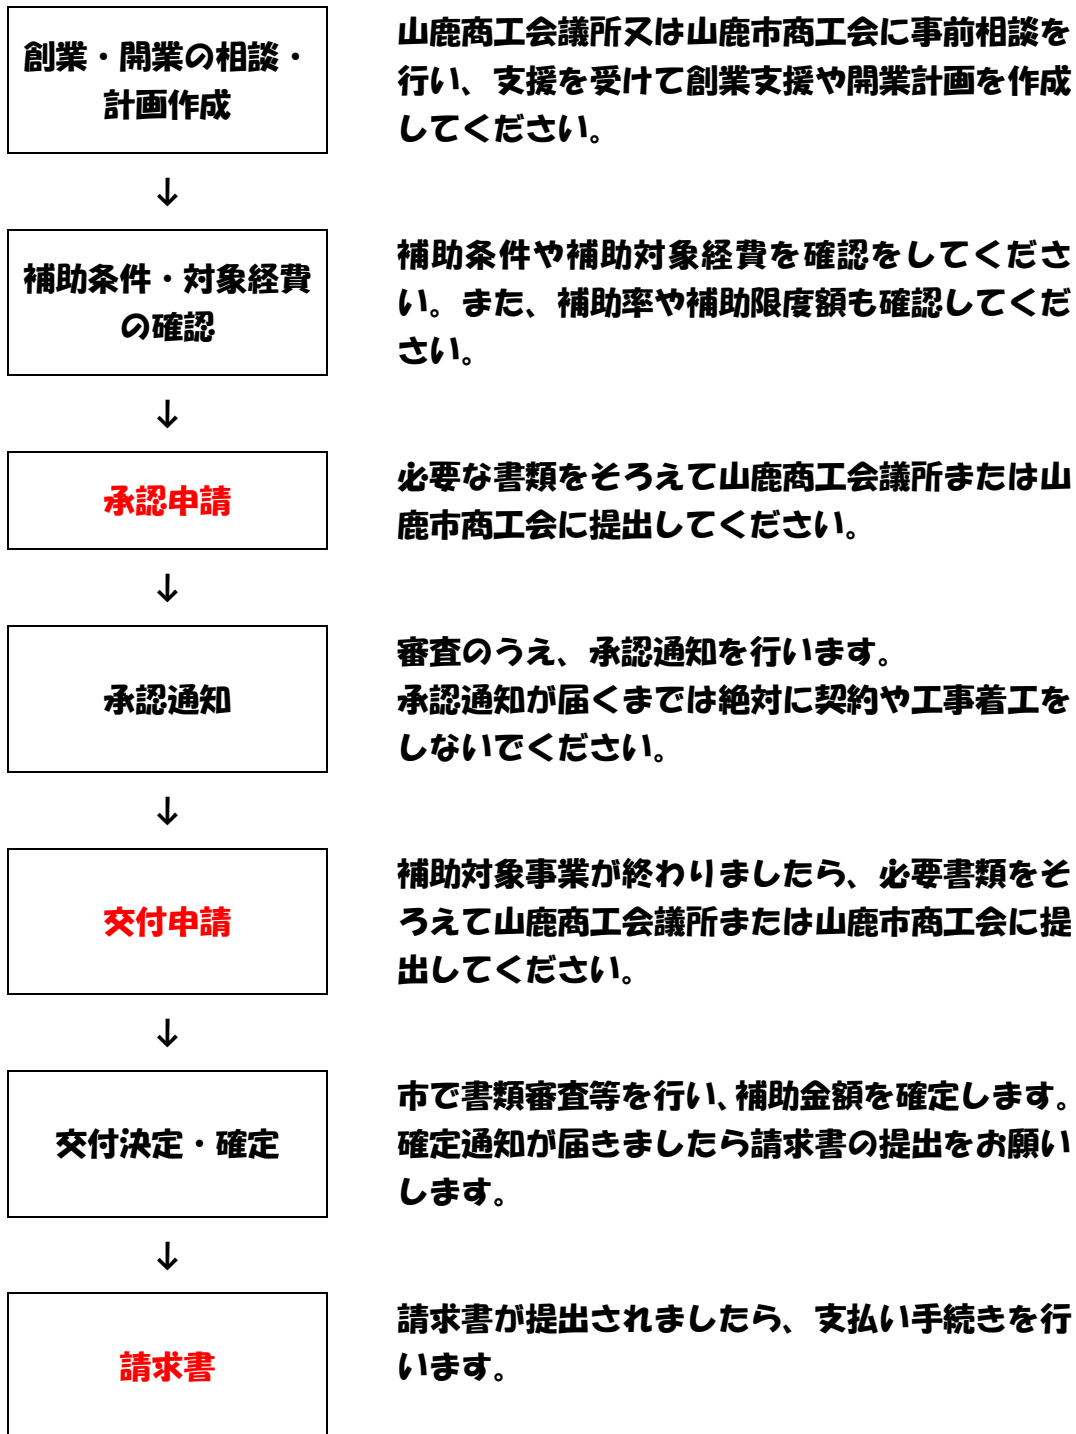 創業・開業の相談・
計画作成
山鹿商工会議所又は山鹿市商工会に事前相談を
行い、支援を受けて創業支援や開業計画を作成
してください。
↓
補助条件・対象経費
の確認
補助条件や補助対象経費を確認をしてくださ
い。また、補助率や補助限度額も確認してくだ
さい。
↓
承認申請
必要な書類をそろえて山鹿商工会議所または山
鹿市商工会に提出してください。
↓
承認通知
審査のうえ、承認通知を行います。
承認通知が届くまでは絶対に契約や工事着工を
しないでください。
↓
交付申請
補助対象事業が終わりましたら、必要書類をそ
ろえて山鹿商工会議所または山鹿市商工会に提
出してください。
↓
交付決定・確定
市で書類審査等を行い、補助金額を確定します。
確定通知が届きましたら請求書の提出をお願い
します。
↓
請求書
請求書が提出されましたら、支払い手続きを行
います。